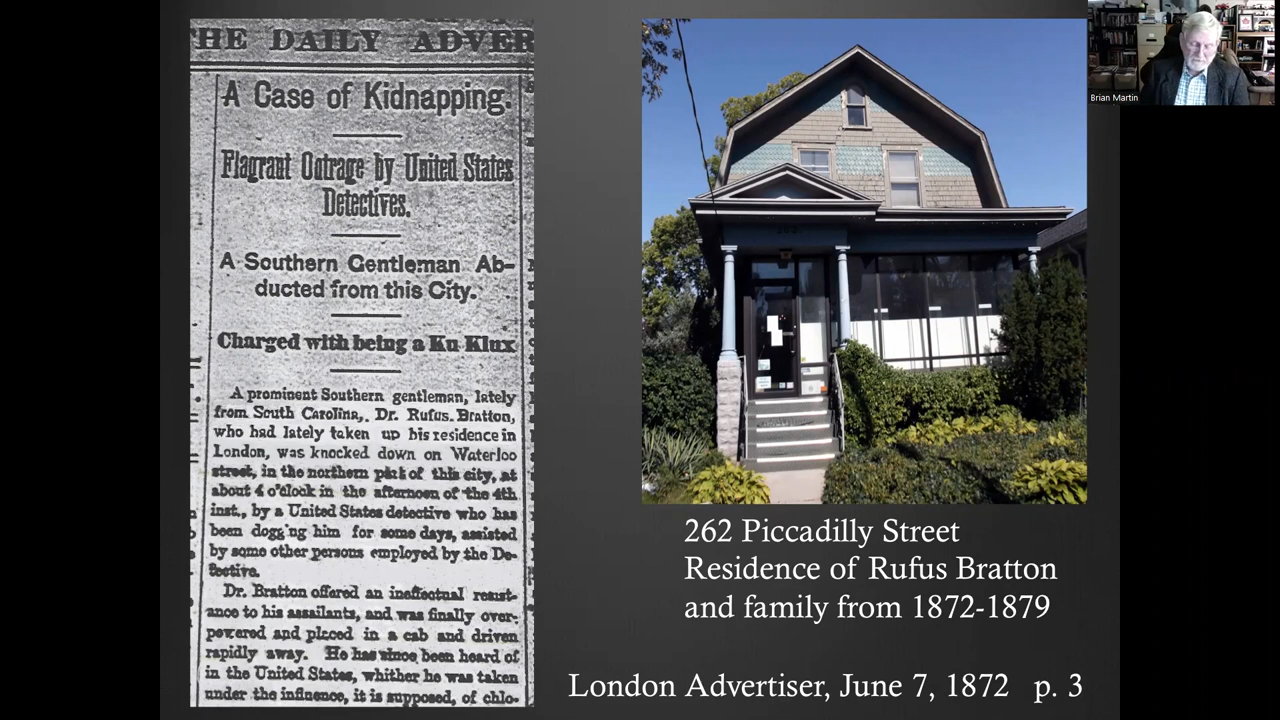 THE DAILY ADVER
A Case of Kidnapping.
Flagrant Outrage by United States
Detectives.
A Southern Gentleman Ab-
ducted from this City.
Charged with being a Ku Klux
A prominent Southern gentleman, lately
from South Carolina, Dr. Rufus Bratton,
who had lately taken up his residence in
London, was knocked down on Waterloo
street, in the northern part of this city, at
about 4 o'clock in the afternoon of the 4th
inst., by a United States detective who has
been dogging him for some days, assisted
by some other persons employed by the De-
tective.
Dr. Bratton offered an ineffectual resist-
ance to his assailants, and was finally over-
powered and placed in a cab and driven
rapidly away. He has since been heard of
in the United States, whither he was taken
under the influence, it is supposed, of chlo-
262 Piccadilly Street
Residence of Rufus Bratton
and family from 1872-1879
London Advertiser, June 7, 1872 p. 3
Brian Martin